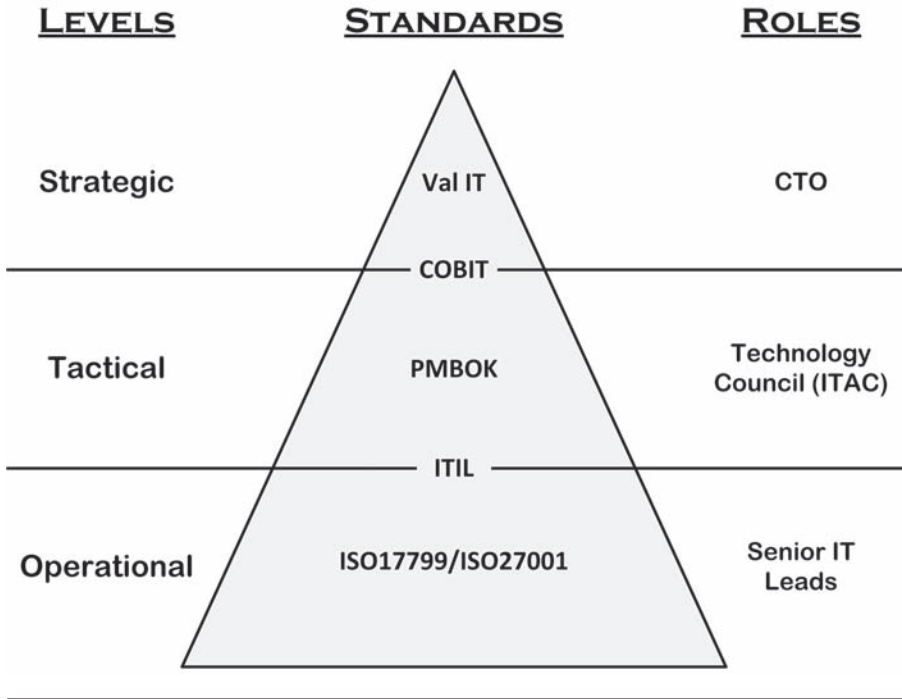 LEVELS STANDARDS ROLES
Strategic Val IT CTO
COBIT
Tactical PMBOK Technology
Council (ITAC)
ITIL
Operational ISO17799/ISO27001 Senior IT
Leads